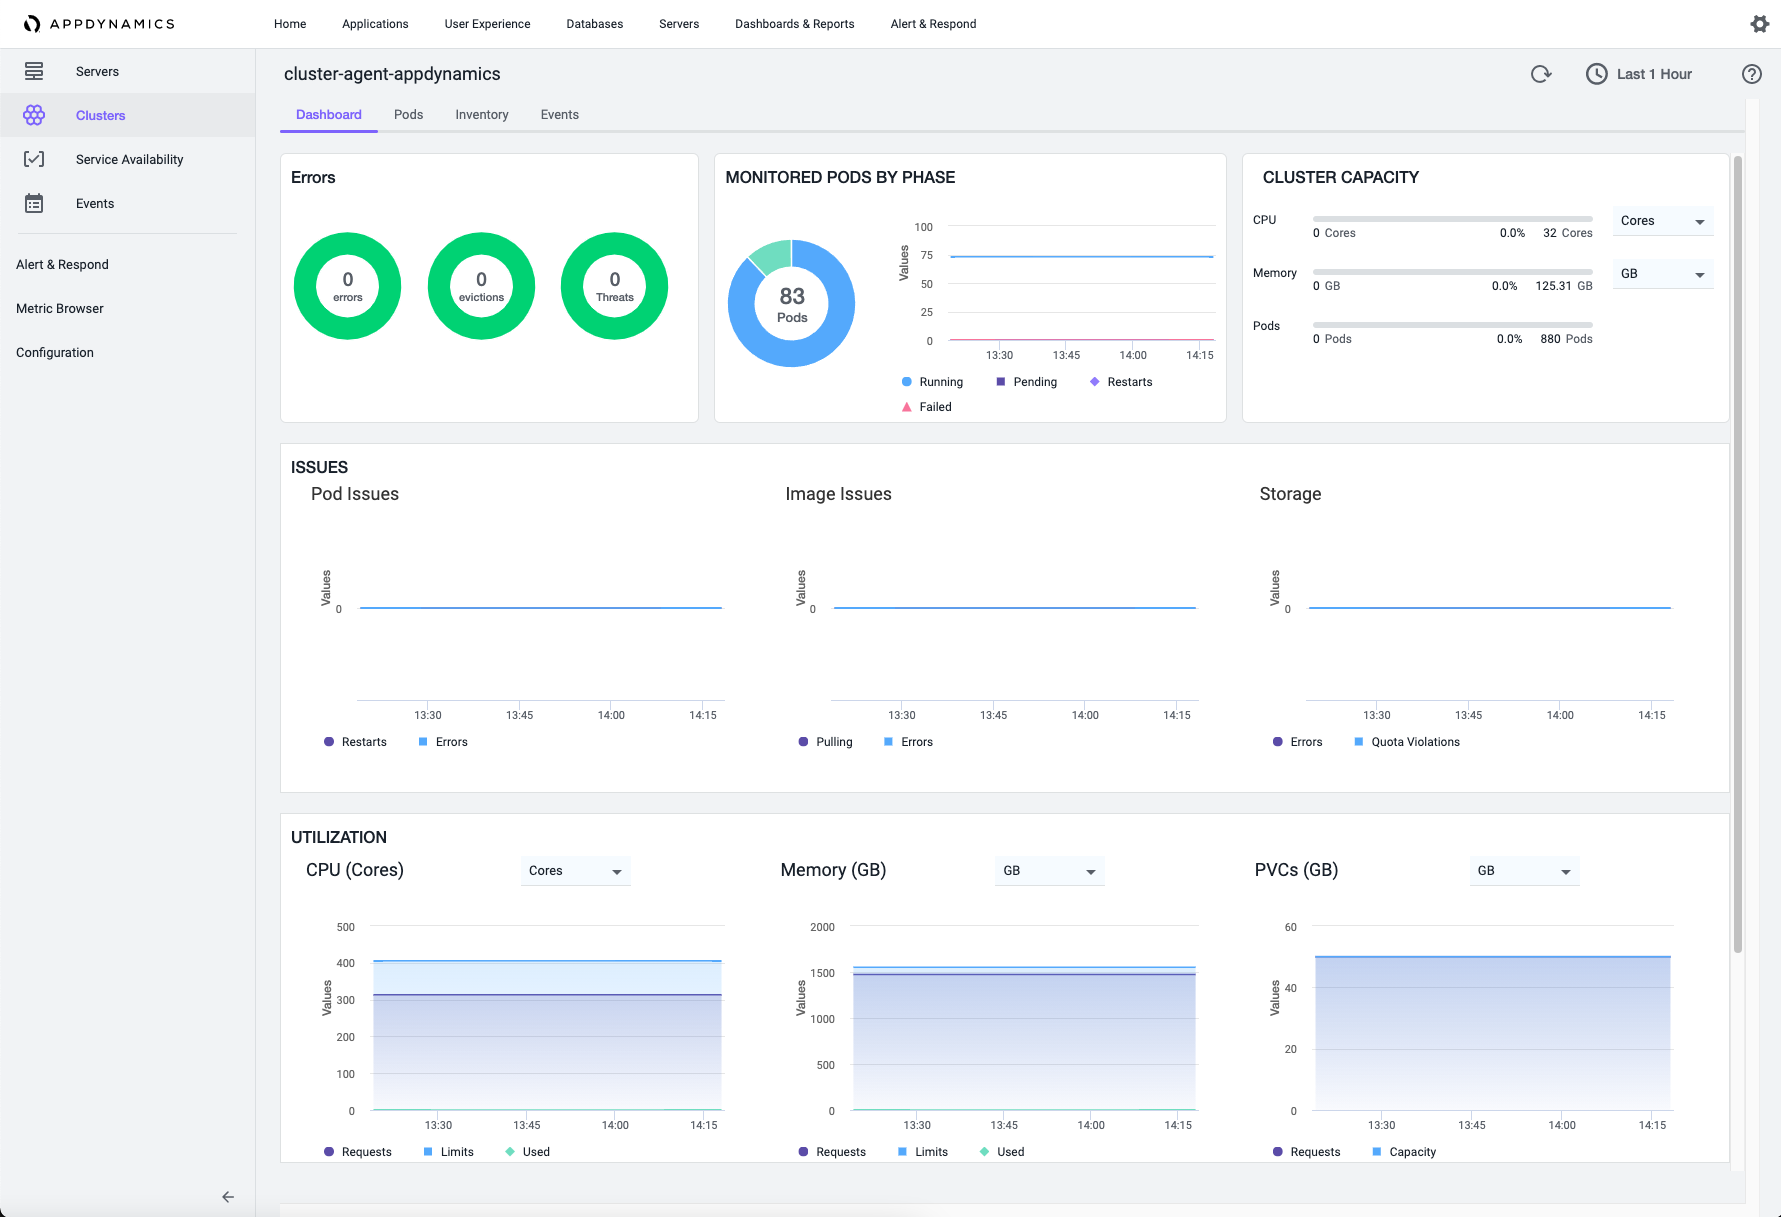 APPDYNAMICS
Home Applications User Experience Databases Servers Dashboards & Reports Alert & Respond
Servers
Clusters
Service Availability
Events
Alert & Respond
Metric Browser
Configuration
cluster-agent-appdynamics
Last 1 Hour
Dashboard Pods Inventory Events
Errors
0 errors
0 evictions
0 Threats
MONITORED PODS BY PHASE
83
Pods
Values
100
75
50
25
0
13:30 13:45 14:00 14:15
Running Pending Restarts
Failed
CLUSTER CAPACITY
CPU
0 Cores 0.0% 32 Cores
Cores
Memory
0 GB 0.0% 125.31 GB
GB
Pods
0 Pods 0.0% 880 Pods
ISSUES
Pod Issues
Values
0
13:30 13:45 14:00 14:15
Restarts Errors
Image Issues
Values
0
13:30 13:45 14:00 14:15
Pulling Errors
Storage
Values
0
13:30 13:45 14:00 14:15
Errors Quota Violations
UTILIZATION
CPU (Cores) Cores
Values
500
400
300
200
100
0
13:30 13:45 14:00 14:15
Requests Limits Used
Memory (GB) GB
Values
2000
1500
1000
500
0
13:30 13:45 14:00 14:15
Requests Limits Used
PVCs (GB) GB
Values
60
40
20
0
13:30 13:45 14:00 14:15
Requests Capacity